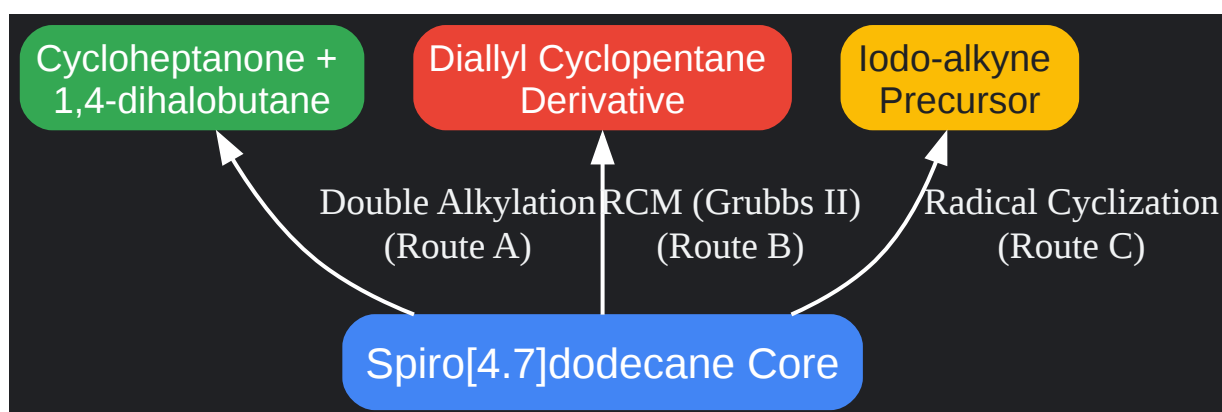 Cycloheptanone +
1,4-dihalobutane
Diallyl Cyclopentane
Derivative
Iodo-alkyne
Precursor
Double Alkylation
(Route A)
RCM (Grubbs II)
(Route B)
Radical Cyclization
(Route C)
Spiro[4.7]dodecane Core